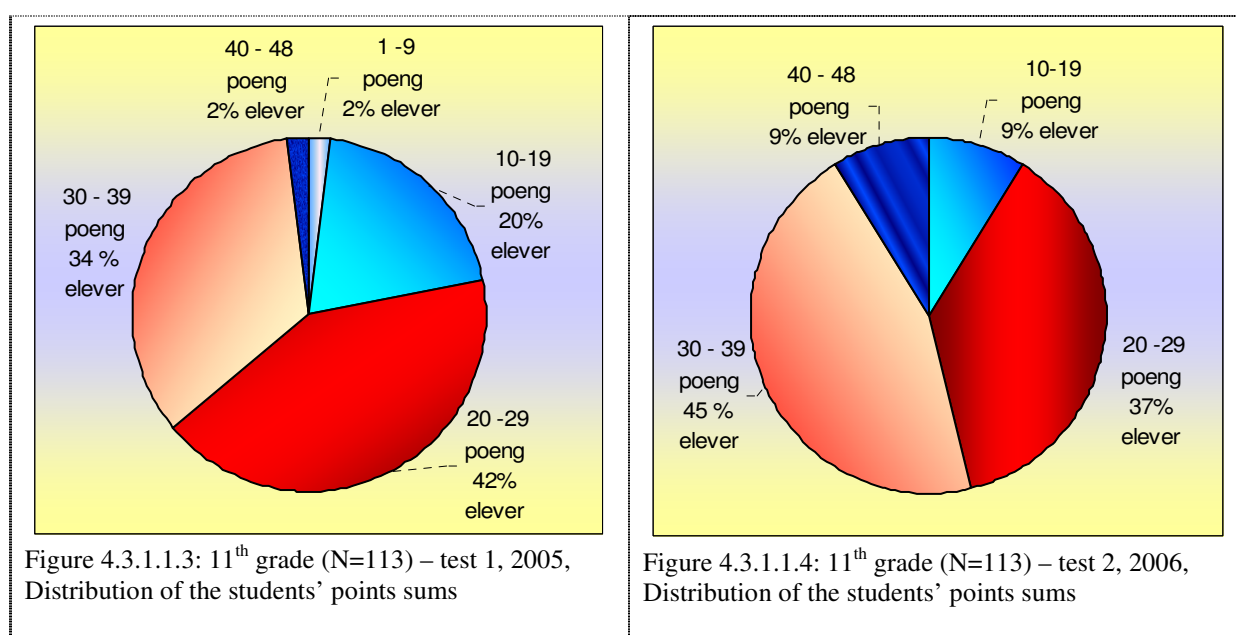 40 - 48
poeng
2% elever
1 -9
poeng
2% elever
10-19
poeng
20%
elever
30 - 39
poeng
34 %
elever
20 -29
poeng
42%
elever
Figure 4.3.1.1.3: 11th grade (N=113) – test 1, 2005,
Distribution of the students’ points sums
40 - 48
poeng
9% elever
10-19
poeng
9% elever
30 - 39
poeng
45 %
elever
20 -29
poeng
37%
elever
Figure 4.3.1.1.4: 11th grade (N=113) – test 2, 2006,
Distribution of the students’ points sums